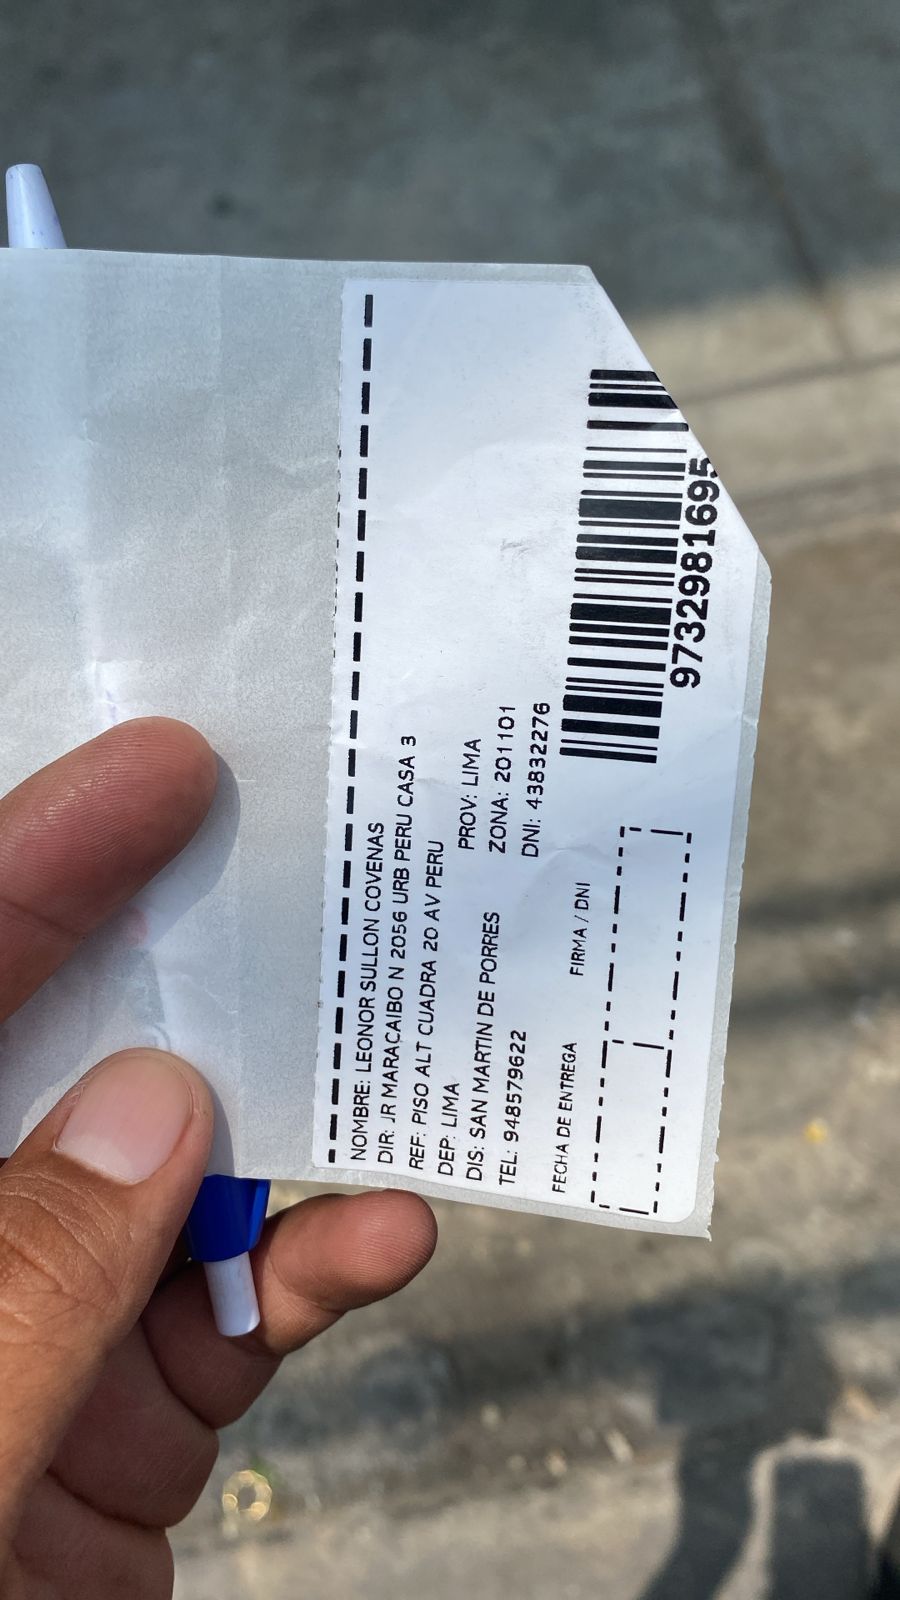 NOMBRE: LEONOR SULLON COVENAS
DIR: JR MARACAIBO N 2056 URB PERU CASA 3
REF: PISO ALT CUADRA 20 AV PERU
DEP: LIMA PROV: LIMA
DIS: SAN MARTIN DE PORRES ZONA: 201101
TEL: 948579622 DNI: 43832276
FECHA DE ENTREGA FIRMA / DNI
9732981695